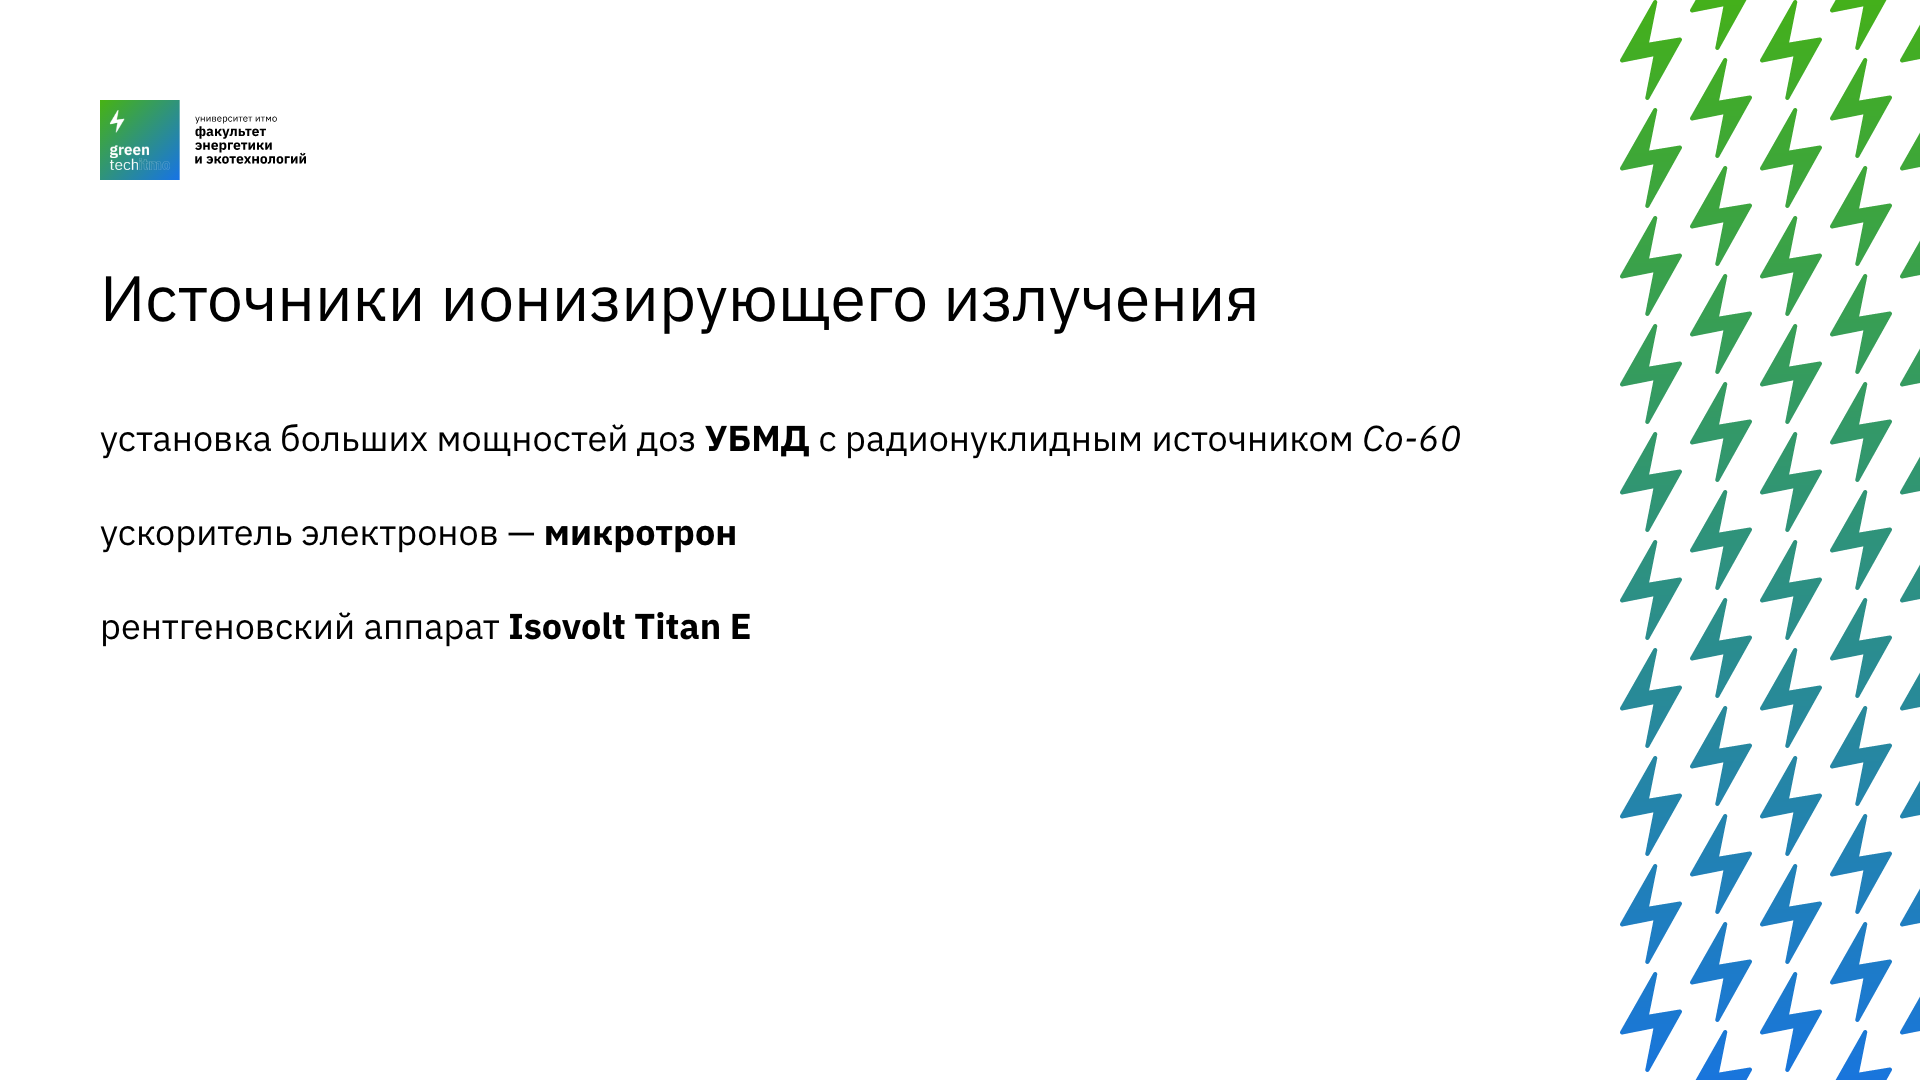 green
techitmo
университет итмо
факультет
энергетики
и экотехнологий
Источники ионизирующего излучения
установка больших мощностей доз УБМД с радионуклидным источником Co-60
ускоритель электронов — микротрон
рентгеновский аппарат Isovolt Titan E